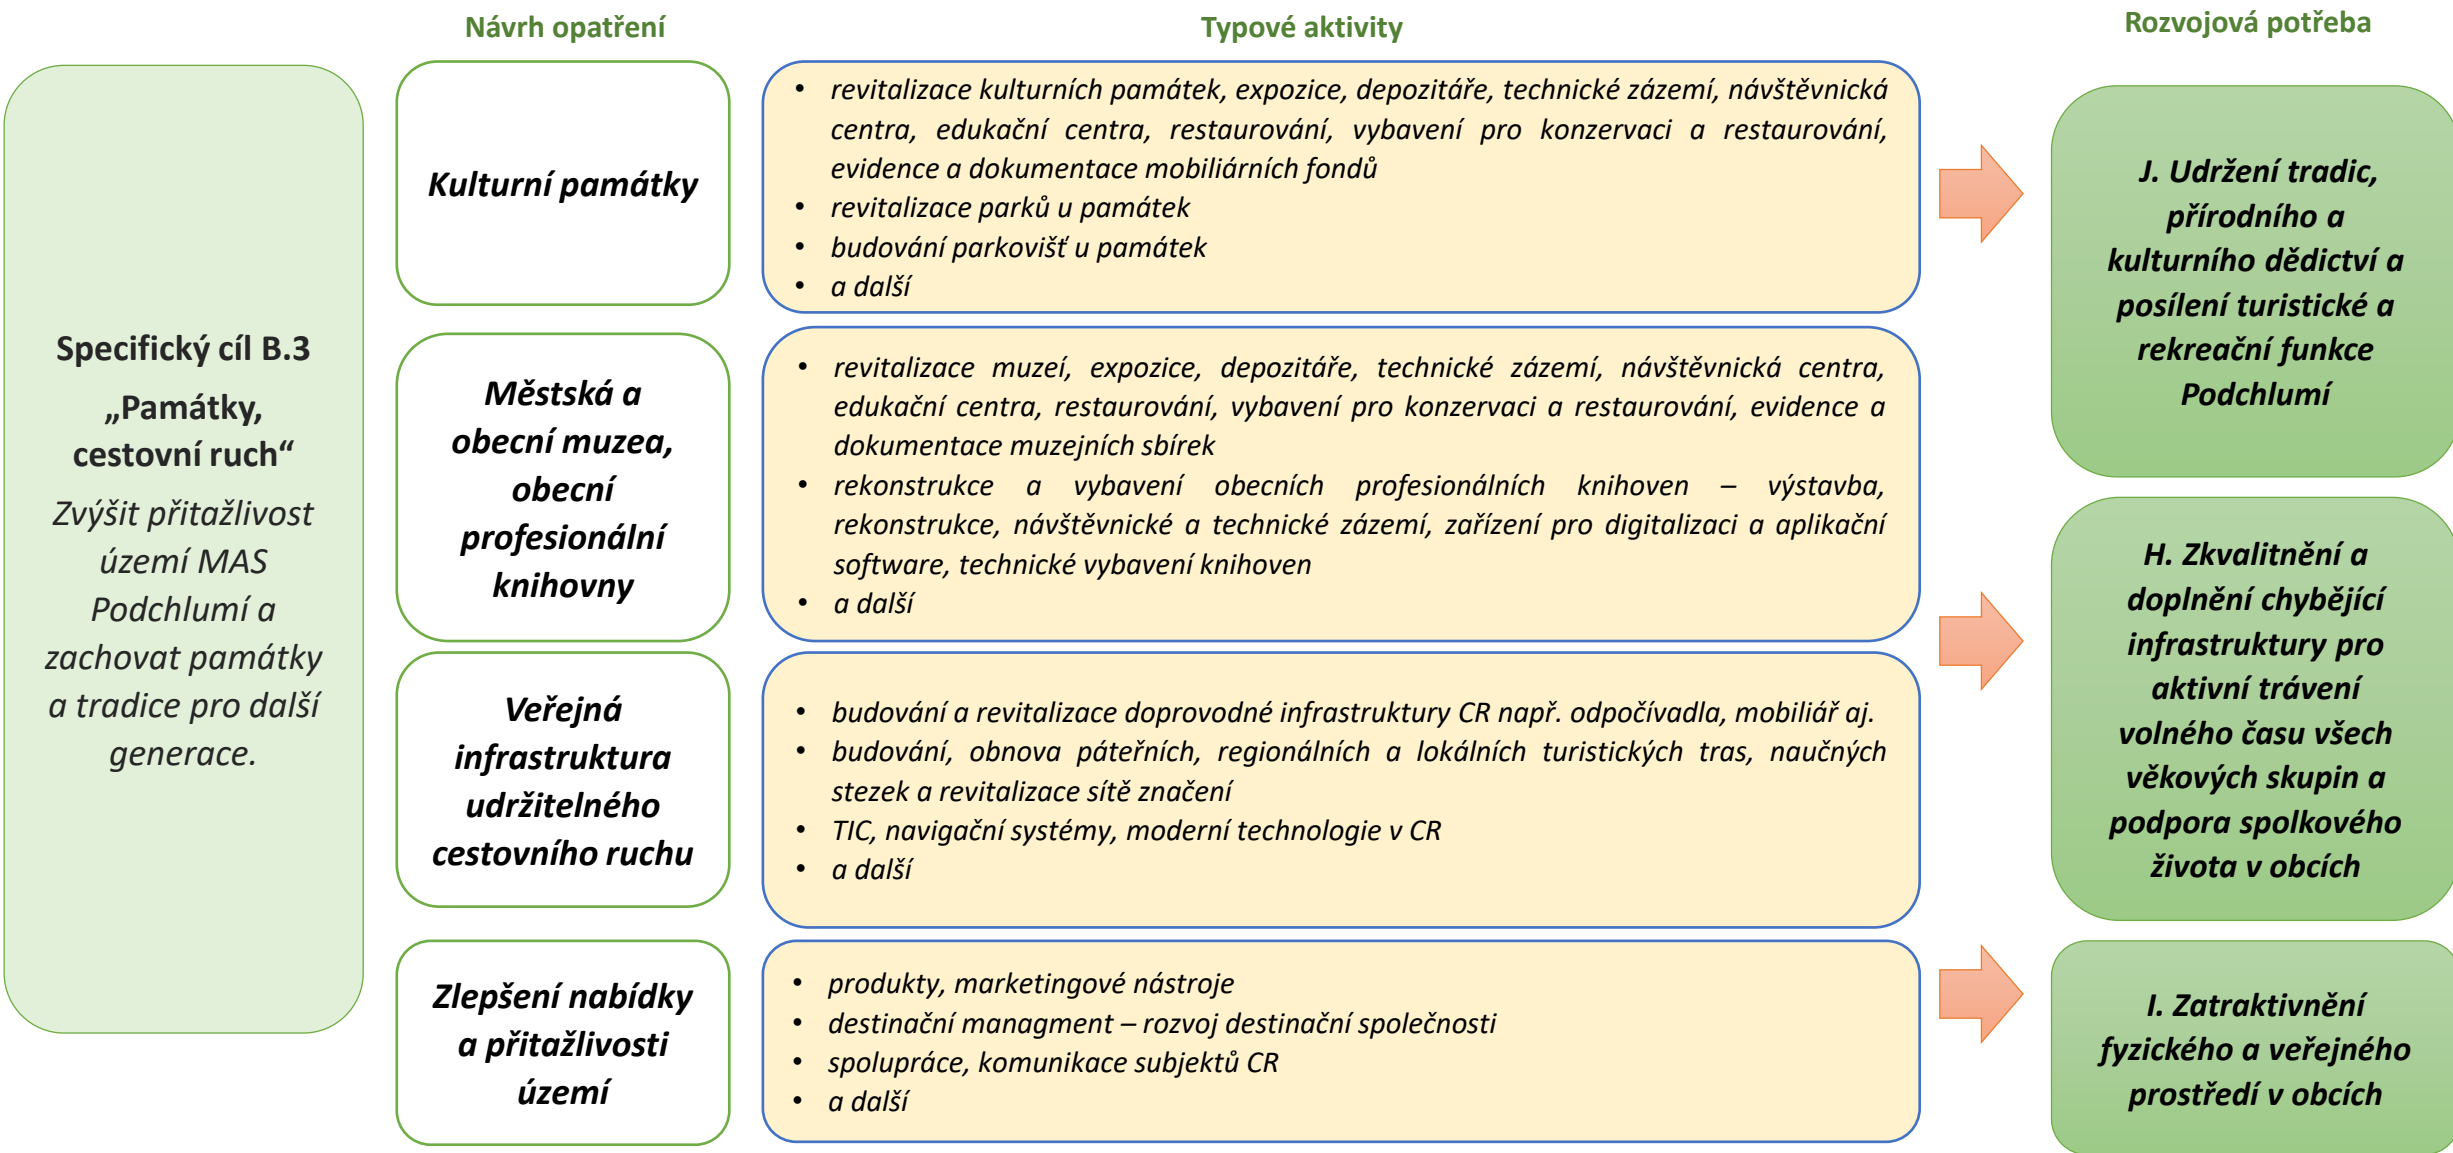 Návrh opatření
Typové aktivity
Rozvojová potřeba
Specifický cíl B.3
„Památky,
cestovní ruch“
Zvýšit přitažlivost
území MAS
Podchlumí a
zachovat památky
a tradice pro další
generace.
Kulturní památky
• revitalizace kulturních památek, expozice, depozitáře, technické zázemí, návštěvnická
centra, edukační centra, restaurování, vybavení pro konzervaci a restaurování,
evidence a dokumentace mobiliárních fondů
• revitalizace parků u památek
• budování parkovišť u památek
• a další
Městská a
obecní muzea,
obecní
profesionální
knihovny
• revitalizace muzeí, expozice, depozitáře, technické zázemí, návštěvnická centra,
edukační centra, restaurování, vybavení pro konzervaci a restaurování, evidence a
dokumentace muzejních sbírek
• rekonstrukce a vybavení obecních profesionálních knihoven – výstavba,
rekonstrukce, návštěvnické a technické zázemí, zařízení pro digitalizaci a aplikační
software, technické vybavení knihoven
• a další
Veřejná
infrastruktura
udržitelného
cestovního ruchu
• budování a revitalizace doprovodné infrastruktury CR např. odpočívadla, mobiliář aj.
• budování, obnova páteřních, regionálních a lokálních turistických tras, naučných
stezek a revitalizace sítě značení
• TIC, navigační systémy, moderní technologie v CR
• a další
Zlepšení nabídky
a přitažlivosti
území
• produkty, marketingové nástroje
• destinační managment – rozvoj destinační společnosti
• spolupráce, komunikace subjektů CR
• a další
J. Udržení tradic,
přírodního a
kulturního dědictví a
posílení turistické a
rekreační funkce
Podchlumí
H. Zkvalitnění a
doplnění chybějící
infrastruktury pro
aktivní trávení
volného času všech
věkových skupin a
podpora spolkového
života v obcích
I. Zatraktivnění
fyzického a veřejného
prostředí v obcích